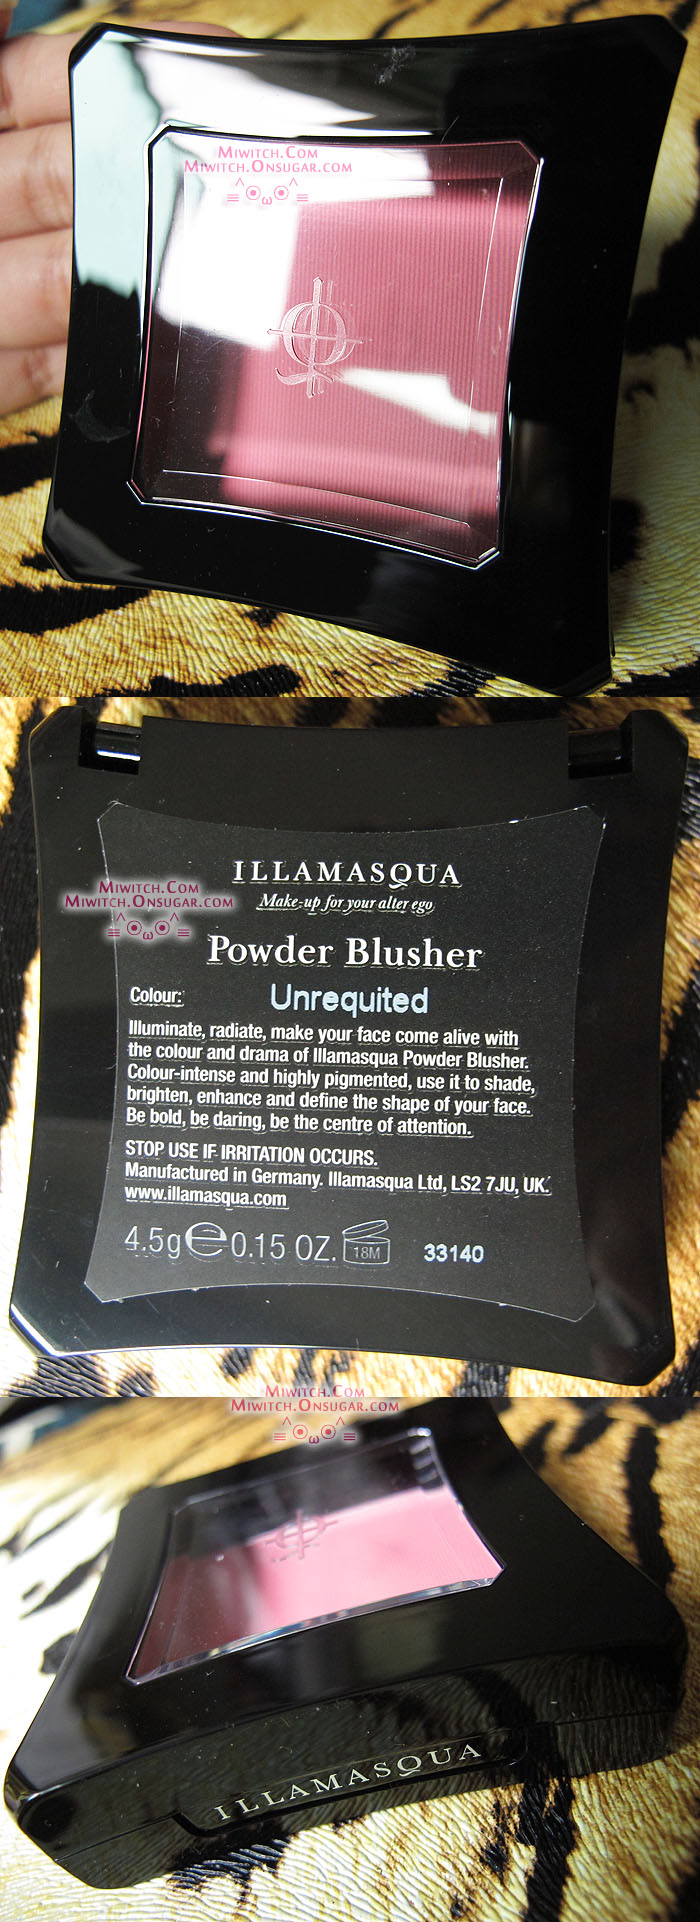 Miwitch.Com
Miwitch.Onsugar.com
Miwitch.Com
Miwitch.Onsugar.com
ILLAMASQUA
Make-up for your alter ego
Powder Blusher
Colour: Unrequited
Illuminate, radiate, make your face come alive with
the colour and drama of Illamasqua Powder Blusher.
Colour-intense and highly pigmented, use it to shade,
brighten, enhance and define the shape of your face.
Be bold, be daring, be the centre of attention.
STOP USE IF IRRITATION OCCURS.
Manufactured in Germany. Illamasqua Ltd, LS2 7JU, UK.
www.illamasqua.com
4.5g e 0.15 OZ. 18M 33140
Miwitch.Com
Miwitch.Onsugar.com
ILLAMASQUA